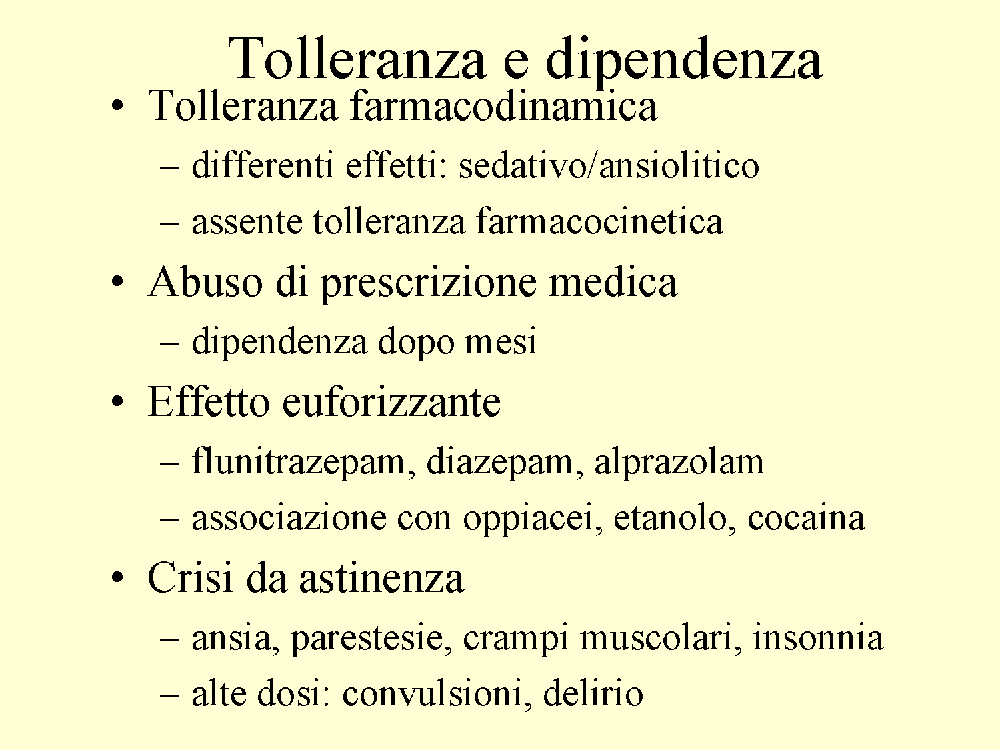 Tolleranza e dipendenza
• Tolleranza farmacodinamica
– differenti effetti: sedativo/ansiolitico
– assente tolleranza farmacocinetica
• Abuso di prescrizione medica
– dipendenza dopo mesi
• Effetto euforizzante
– flunitrazepam, diazepam, alprazolam
– associazione con oppiacei, etanolo, cocaina
• Crisi da astinenza
– ansia, parestesie, crampi muscolari, insonnia
– alte dosi: convulsioni, delirio